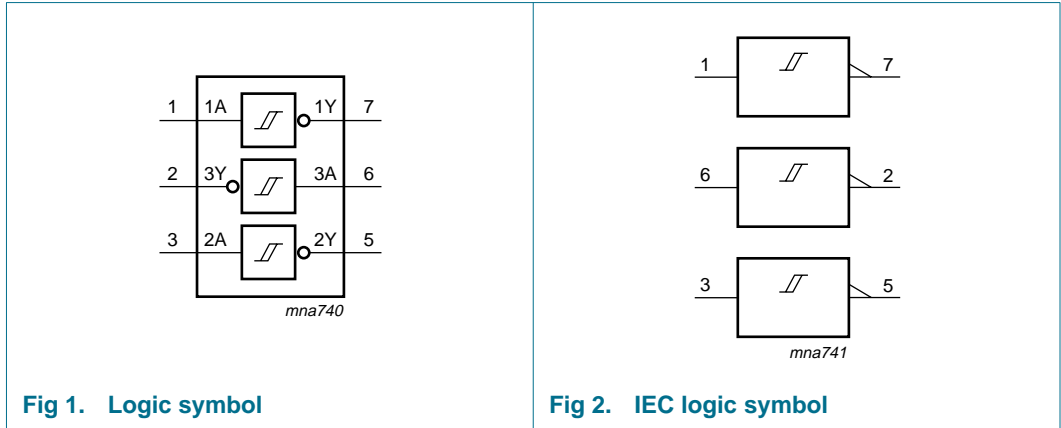 1 1A 1Y 7
2 3Y 3A 6
3 2A 2Y 5
mna740
Fig 1. Logic symbol
1 7
6 2
3 5
mna741
Fig 2. IEC logic symbol